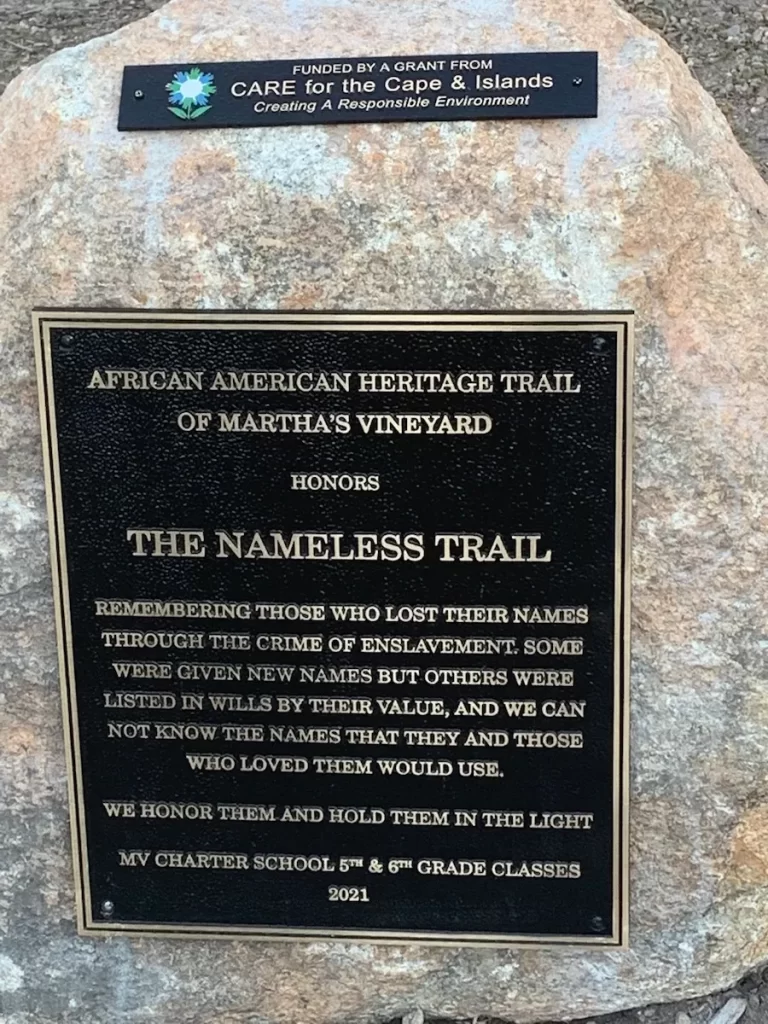 FUNDED BY A GRANT FROM
CARE for the Cape & Islands
Creating A Responsible Environment
AFRICAN AMERICAN HERITAGE TRAIL
OF MARTHA'S VINEYARD
HONORS
THE NAMELESS TRAIL
REMEMBERING THOSE WHO LOST THEIR NAMES
THROUGH THE CRIME OF ENSLAVEMENT. SOME
WERE GIVEN NEW NAMES BUT OTHERS WERE
LISTED IN WILLS BY THEIR VALUE, AND WE CAN
NOT KNOW THE NAMES THAT THEY AND THOSE
WHO LOVED THEM WOULD USE.
WE HONOR THEM AND HOLD THEM IN THE LIGHT
MV CHARTER SCHOOL 5TH & 6TH GRADE CLASSES
2021